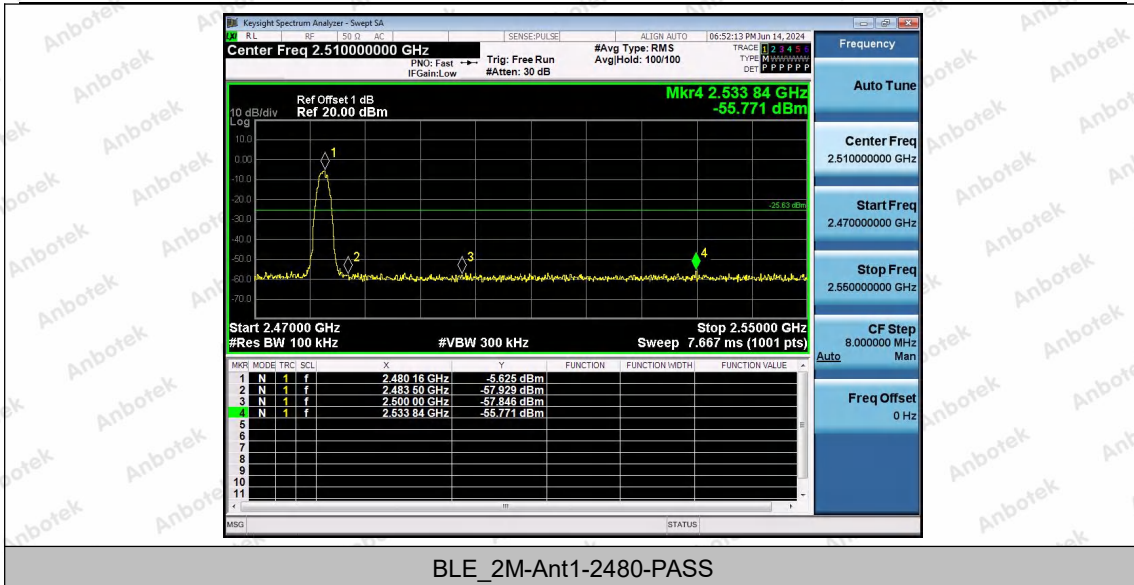 Keysight Spectrum Analyzer - Swept SA
RL RF 50 Ω AC SENSE:PULSE ALIGN AUTO 06:52:13 PM Jun 14, 2024
Center Freq 2.510000000 GHz
PNO: Fast
IFGain:Low
Trig: Free Run
#Atten: 30 dB
#Avg Type: RMS
Avg|Hold: 100/100
TRACE 1 2 3 4 5 6
TYPE M WWWWW
DET P P P P P P
Frequency
Auto Tune
Center Freq
2.510000000 GHz
Start Freq
2.470000000 GHz
Stop Freq
2.550000000 GHz
CF Step
8.000000 MHz
Auto Man
Freq Offset
0 Hz
Mkr4 2.533 84 GHz
-55.771 dBm
Ref Offset 1 dB
10 dB/div Ref 20.00 dBm
Log
10.0
0.00
-10.0
-20.0
-30.0
-40.0
-50.0
-60.0
-70.0
1
2
3
4
-25.63 dBm
Start 2.47000 GHz Stop 2.55000 GHz
#Res BW 100 kHz #VBW 300 kHz Sweep 7.667 ms (1001 pts)
MKR MODE TRC SCL X Y FUNCTION FUNCTION WIDTH FUNCTION VALUE
1 N 1 f 2.480 16 GHz -5.625 dBm
2 N 1 f 2.483 50 GHz -57.929 dBm
3 N 1 f 2.500 00 GHz -57.846 dBm
4 N 1 f 2.533 84 GHz -55.771 dBm
5
6
7
8
9
10
11
MSG STATUS
BLE_2M-Ant1-2480-PASS